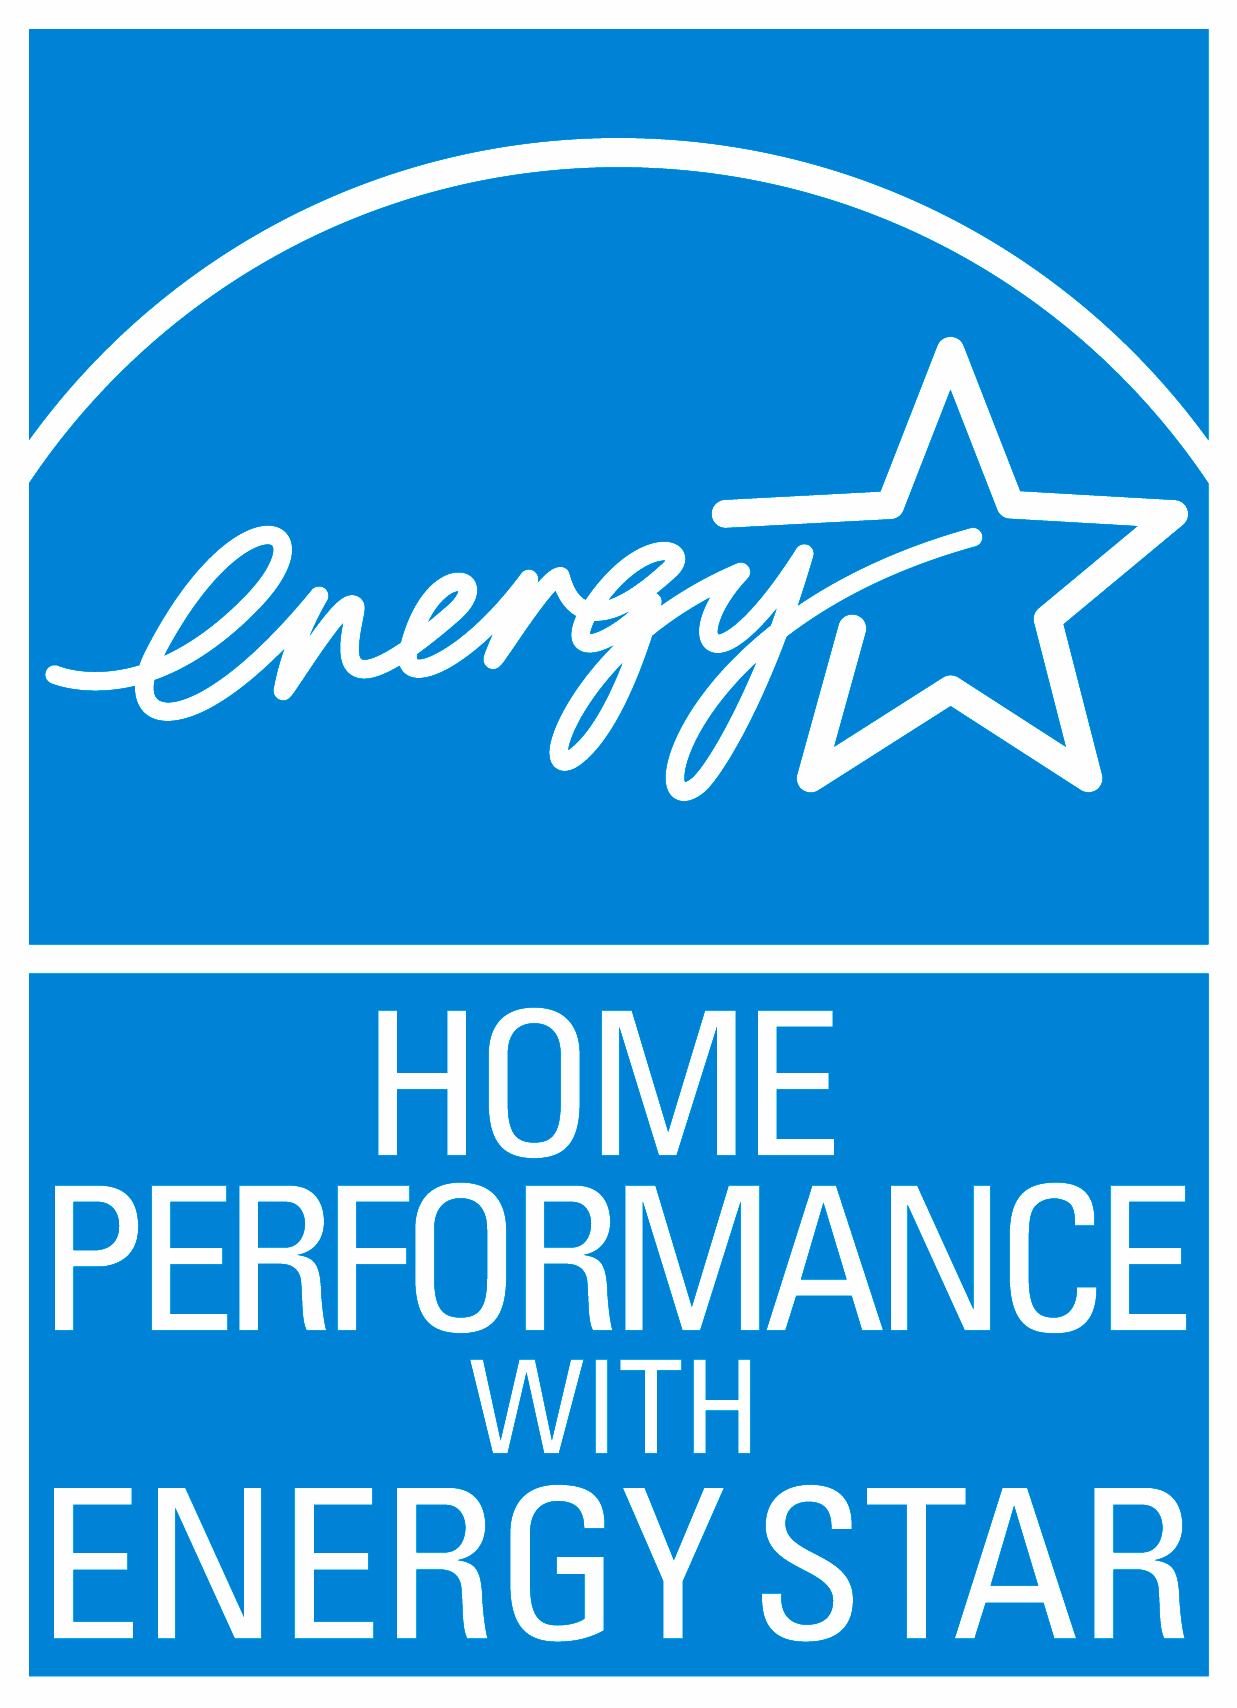 energy
HOME
PERFORMANCE
WITH
ENERGY STAR